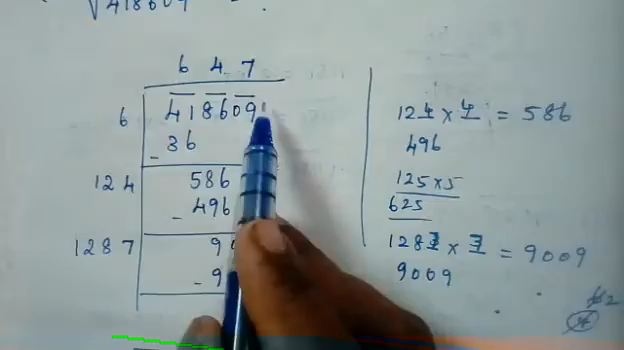 √418609
6 4 7
6 418609
- 36
124 586
- 496
1287 9
- 9
124 × 4 = 586
496
125 × 5
625
1287 × 7 = 9009
9009